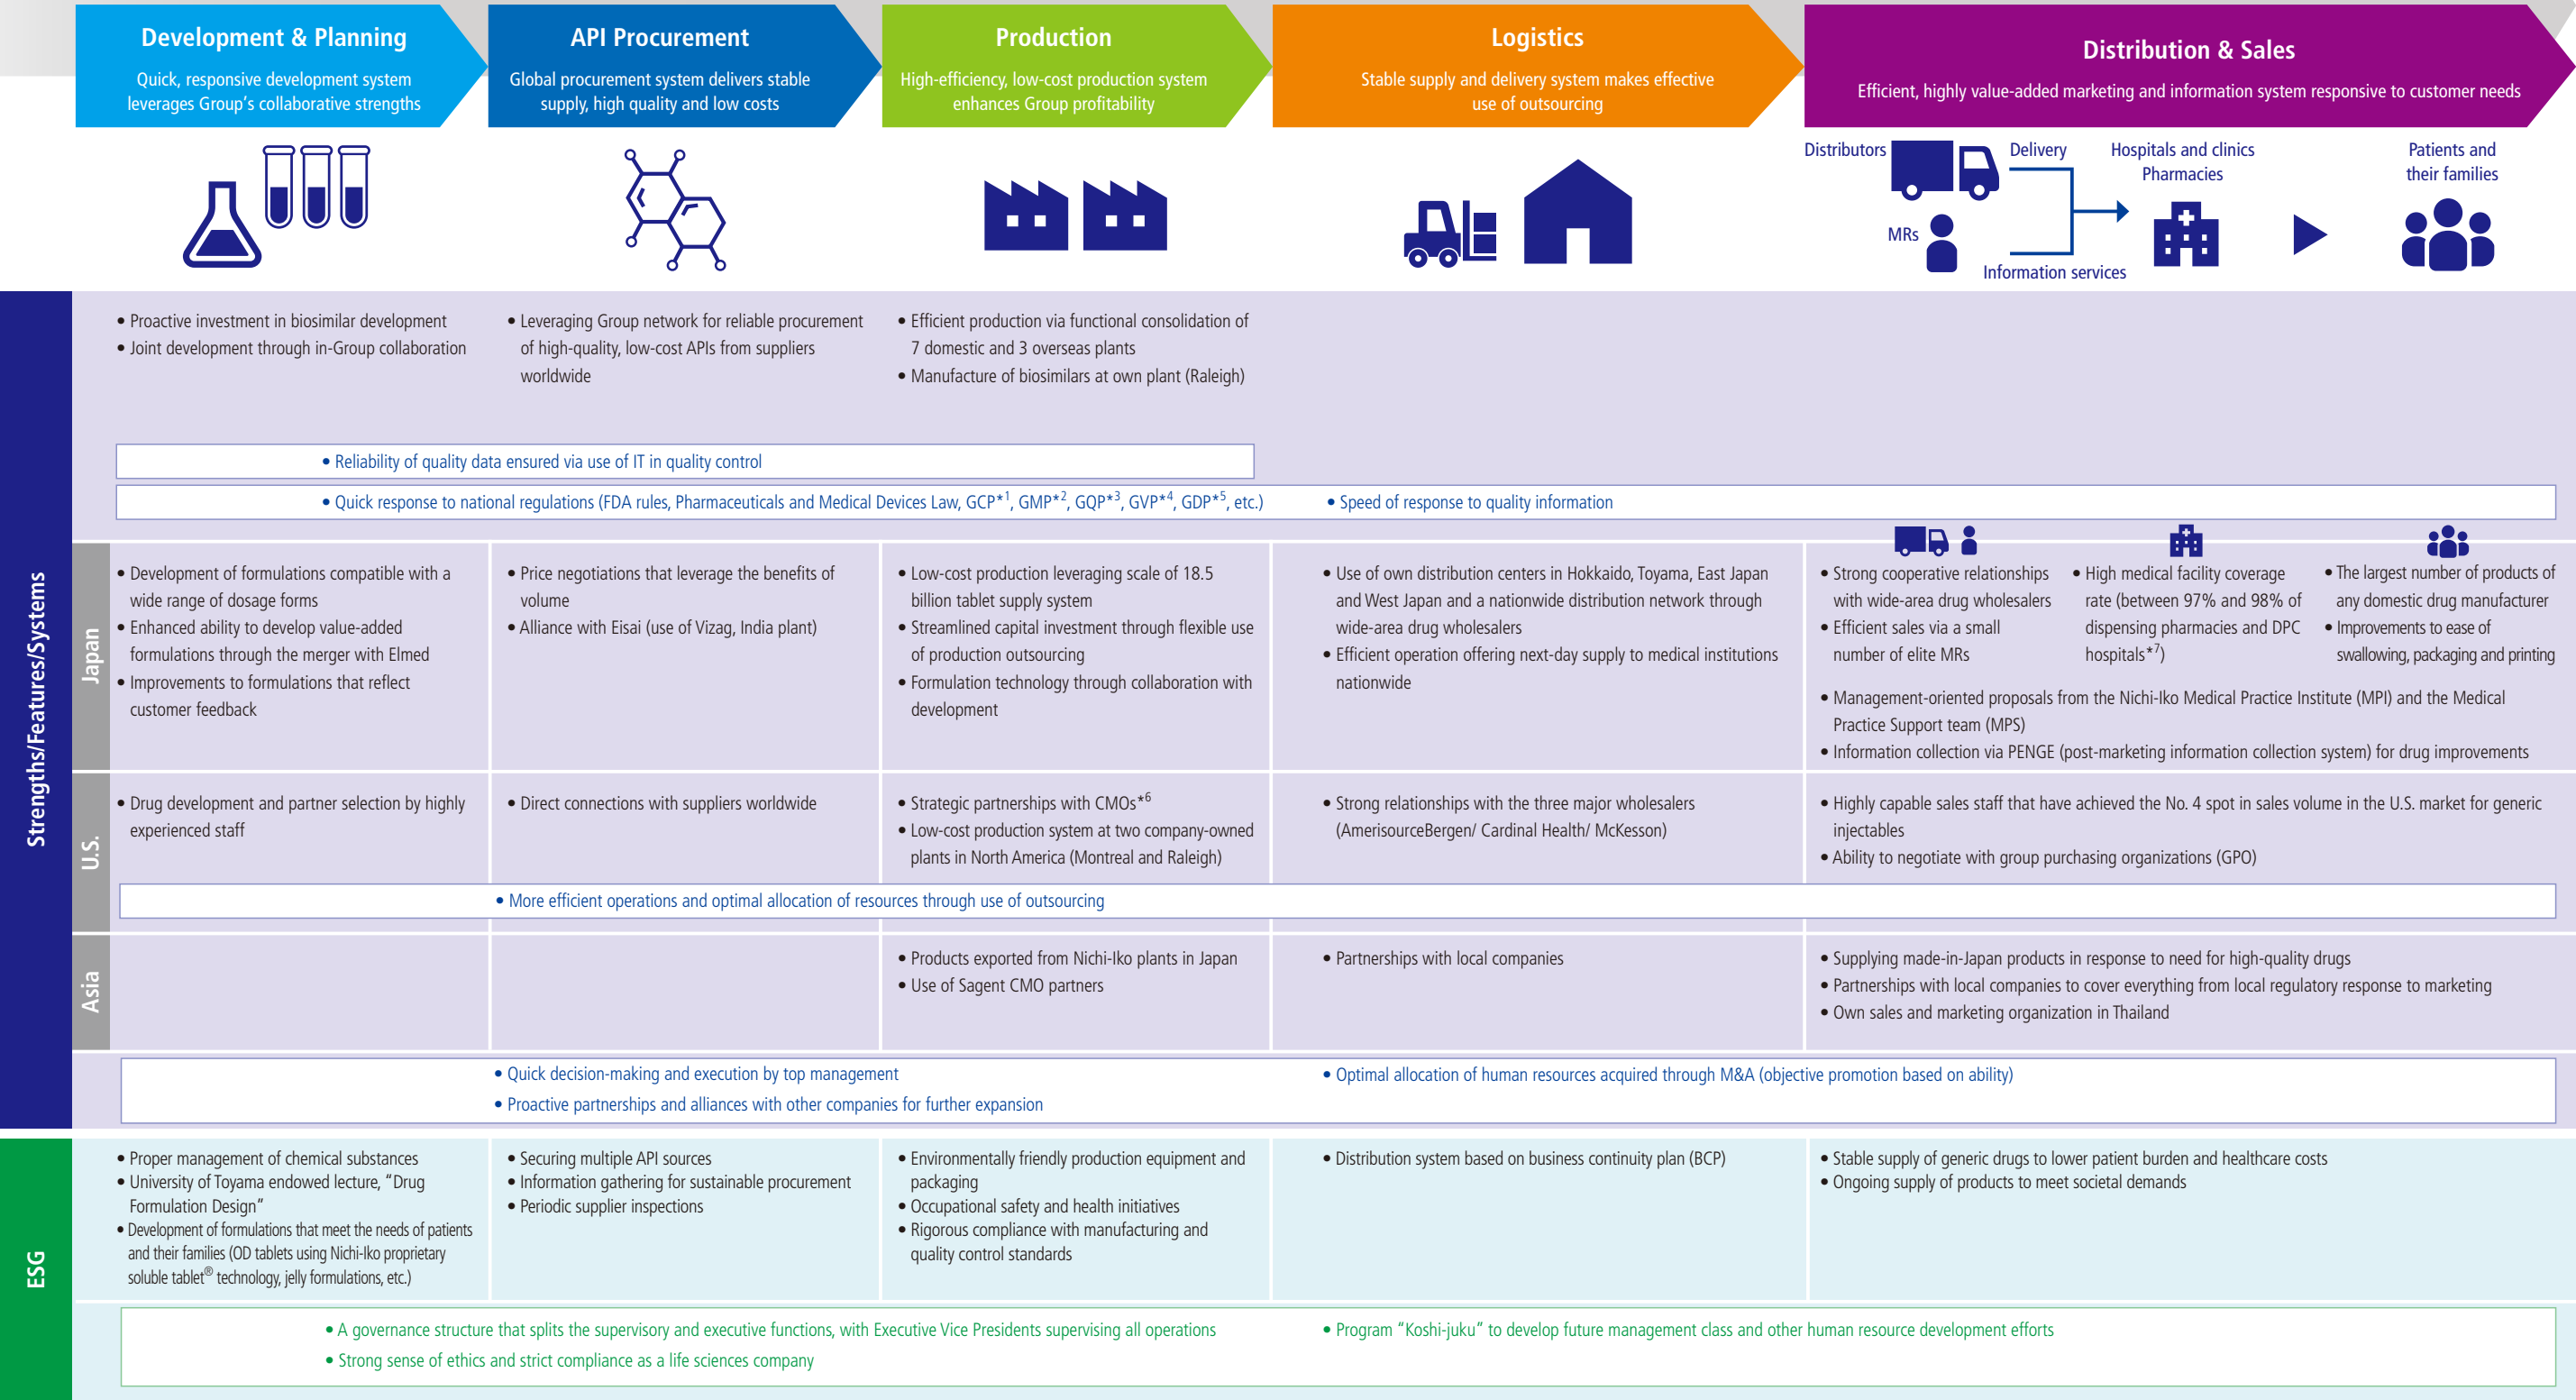 Development & Planning
Quick, responsive development system
leverages Group's collaborative strengths
API Procurement
Global procurement system delivers stable
supply, high quality and low costs
Production
High-efficiency, low-cost production system
enhances Group profitability
Logistics
Stable supply and delivery system makes effective
use of outsourcing
Distribution & Sales
Efficient, highly value-added marketing and information system responsive to customer needs
Distributors
Delivery
MRs
Information services
Hospitals and clinics
Pharmacies
Patients and
their families
Strengths/Features/Systems
• Proactive investment in biosimilar development
• Joint development through in-Group collaboration
• Leveraging Group network for reliable procurement
of high-quality, low-cost APIs from suppliers
worldwide
• Efficient production via functional consolidation of
7 domestic and 3 overseas plants
• Manufacture of biosimilars at own plant (Raleigh)
• Reliability of quality data ensured via use of IT in quality control
• Quick response to national regulations (FDA rules, Pharmaceuticals and Medical Devices Law, GCP*1, GMP*2, GQP*3, GVP*4, GDP*5, etc.)
• Speed of response to quality information
Japan
• Development of formulations compatible with a
wide range of dosage forms
• Enhanced ability to develop value-added
formulations through the merger with Elmed
• Improvements to formulations that reflect
customer feedback
• Price negotiations that leverage the benefits of
volume
• Alliance with Eisai (use of Vizag, India plant)
• Low-cost production leveraging scale of 18.5
billion tablet supply system
• Streamlined capital investment through flexible use
of production outsourcing
• Formulation technology through collaboration with
development
• Use of own distribution centers in Hokkaido, Toyama, East Japan
and West Japan and a nationwide distribution network through
wide-area drug wholesalers
• Efficient operation offering next-day supply to medical institutions
nationwide
• Strong cooperative relationships
with wide-area drug wholesalers
• Efficient sales via a small
number of elite MRs
• High medical facility coverage
rate (between 97% and 98% of
dispensing pharmacies and DPC
hospitals*7)
• The largest number of products of
any domestic drug manufacturer
• Improvements to ease of
swallowing, packaging and printing
• Management-oriented proposals from the Nichi-Iko Medical Practice Institute (MPI) and the Medical
Practice Support team (MPS)
• Information collection via PENGE (post-marketing information collection system) for drug improvements
U.S.
• Drug development and partner selection by highly
experienced staff
• Direct connections with suppliers worldwide
• Strategic partnerships with CMOs*6
• Low-cost production system at two company-owned
plants in North America (Montreal and Raleigh)
• Strong relationships with the three major wholesalers
(AmerisourceBergen/ Cardinal Health/ McKesson)
• Highly capable sales staff that have achieved the No. 4 spot in sales volume in the U.S. market for generic
injectables
• Ability to negotiate with group purchasing organizations (GPO)
• More efficient operations and optimal allocation of resources through use of outsourcing
Asia
• Products exported from Nichi-Iko plants in Japan
• Use of Sagent CMO partners
• Partnerships with local companies
• Supplying made-in-Japan products in response to need for high-quality drugs
• Partnerships with local companies to cover everything from local regulatory response to marketing
• Own sales and marketing organization in Thailand
• Quick decision-making and execution by top management
• Proactive partnerships and alliances with other companies for further expansion
• Optimal allocation of human resources acquired through M&A (objective promotion based on ability)
ESG
• Proper management of chemical substances
• University of Toyama endowed lecture, “Drug
Formulation Design”
• Development of formulations that meet the needs of patients
and their families (OD tablets using Nichi-Iko proprietary
soluble tablet® technology, jelly formulations, etc.)
• Securing multiple API sources
• Information gathering for sustainable procurement
• Periodic supplier inspections
• Environmentally friendly production equipment and
packaging
• Occupational safety and health initiatives
• Rigorous compliance with manufacturing and
quality control standards
• Distribution system based on business continuity plan (BCP)
• Stable supply of generic drugs to lower patient burden and healthcare costs
• Ongoing supply of products to meet societal demands
• A governance structure that splits the supervisory and executive functions, with Executive Vice Presidents supervising all operations
• Strong sense of ethics and strict compliance as a life sciences company
• Program “Koshi-juku” to develop future management class and other human resource development efforts